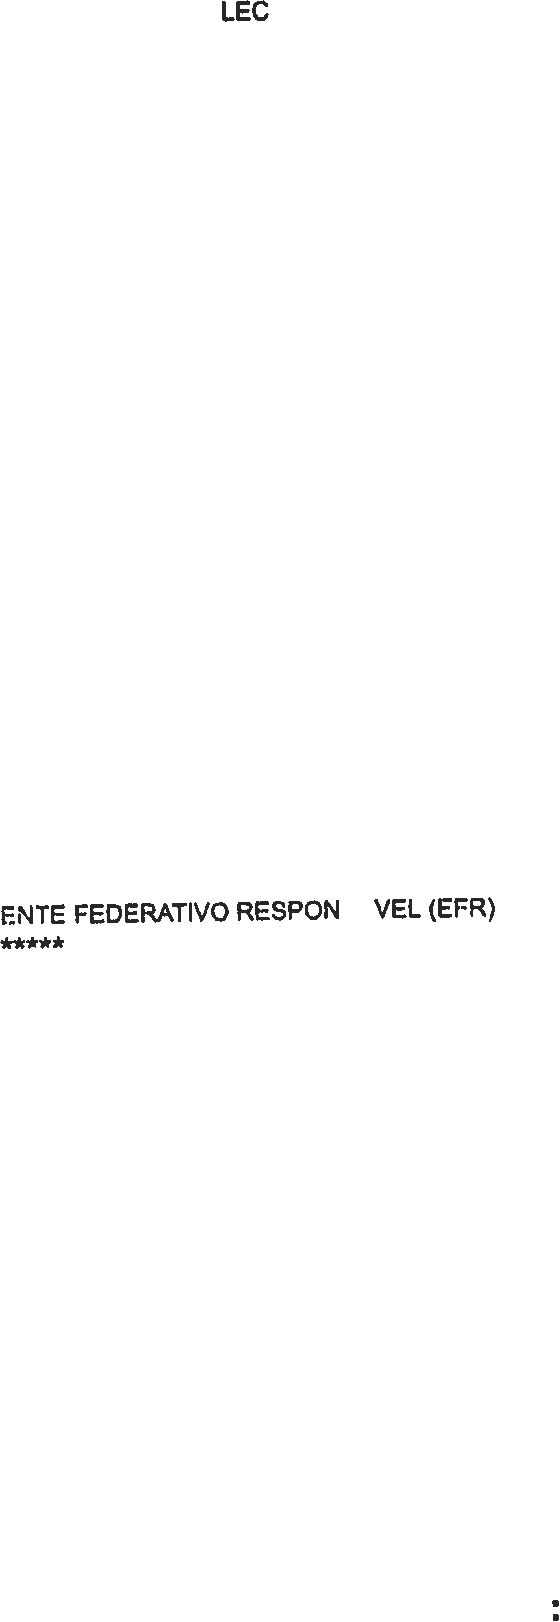 LEC
ENTE FEDERATIVO RESPON VEL (EFR)
*****
: